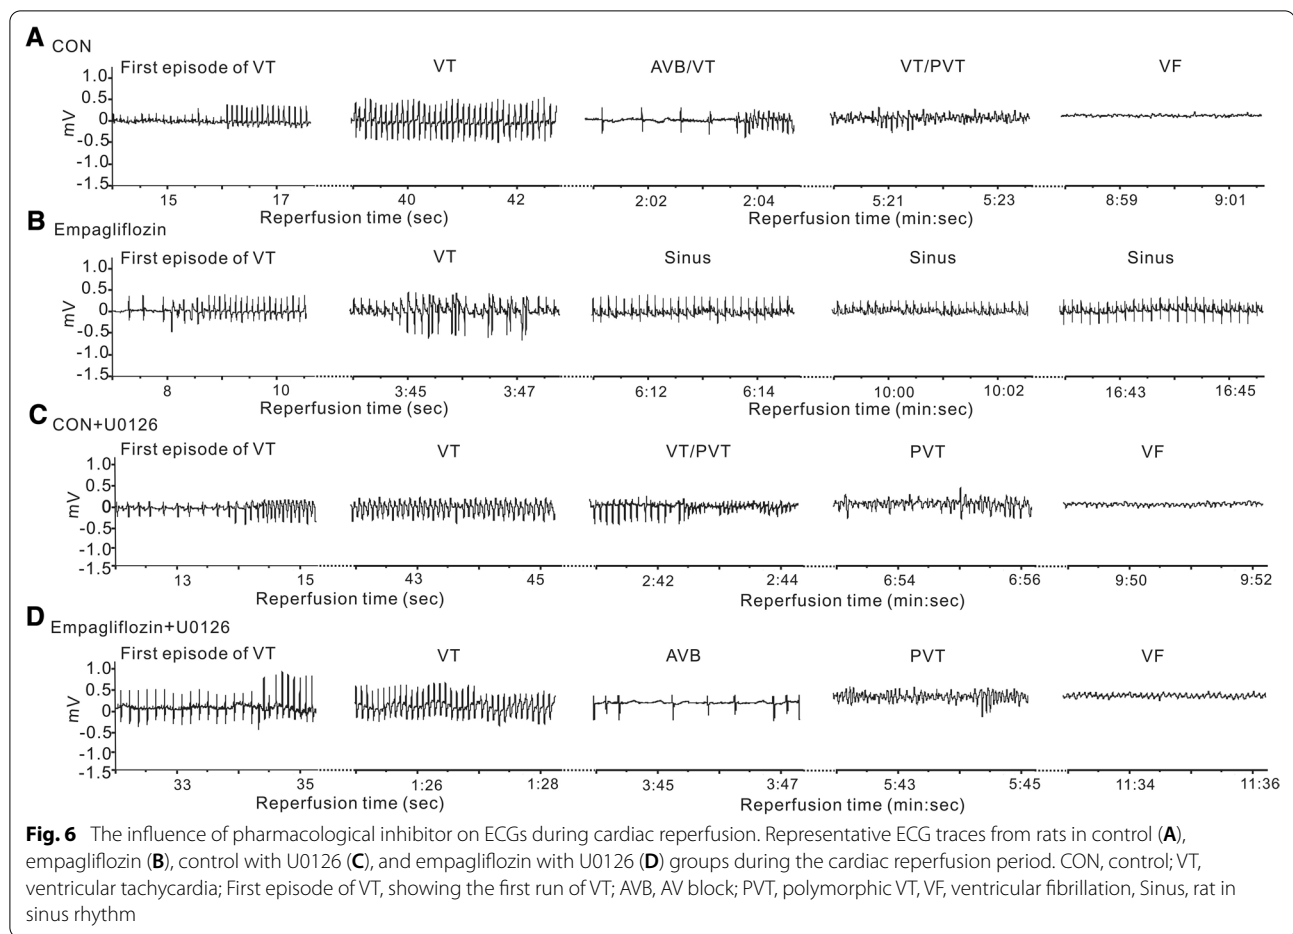 A CON
First episode of VT VT AVB/VT VT/PVT VF
mV
1.0
0.5
0
-0.5
-1.0
-1.5
15 17 40 42 2:02 2:04 5:21 5:23 8:59 9:01
Reperfusion time (sec) Reperfusion time (min:sec)
B Empagliflozin
First episode of VT VT Sinus Sinus Sinus
mV
1.0
0.5
0
-0.5
-1.0
-1.5
8 10 3:45 3:47 6:12 6:14 10:00 10:02 16:43 16:45
Reperfusion time (sec) Reperfusion time (min:sec)
C CON+U0126
First episode of VT VT VT/PVT PVT VF
mV
1.0
0.5
0
-0.5
-1.0
-1.5
13 15 43 45 2:42 2:44 6:54 6:56 9:50 9:52
Reperfusion time (sec) Reperfusion time (min:sec)
D Empagliflozin+U0126
First episode of VT VT AVB PVT VF
mV
1.0
0.5
0
-0.5
-1.0
-1.5
33 35 1:26 1:28 3:45 3:47 5:43 5:45 11:34 11:36
Reperfusion time (sec) Reperfusion time (min:sec)
Fig. 6 The influence of pharmacological inhibitor on ECGs during cardiac reperfusion. Representative ECG traces from rats in control (A),
empagliflozin (B), control with U0126 (C), and empagliflozin with U0126 (D) groups during the cardiac reperfusion period. CON, control; VT,
ventricular tachycardia; First episode of VT, showing the first run of VT; AVB, AV block; PVT, polymorphic VT, VF, ventricular fibrillation, Sinus, rat in
sinus rhythm